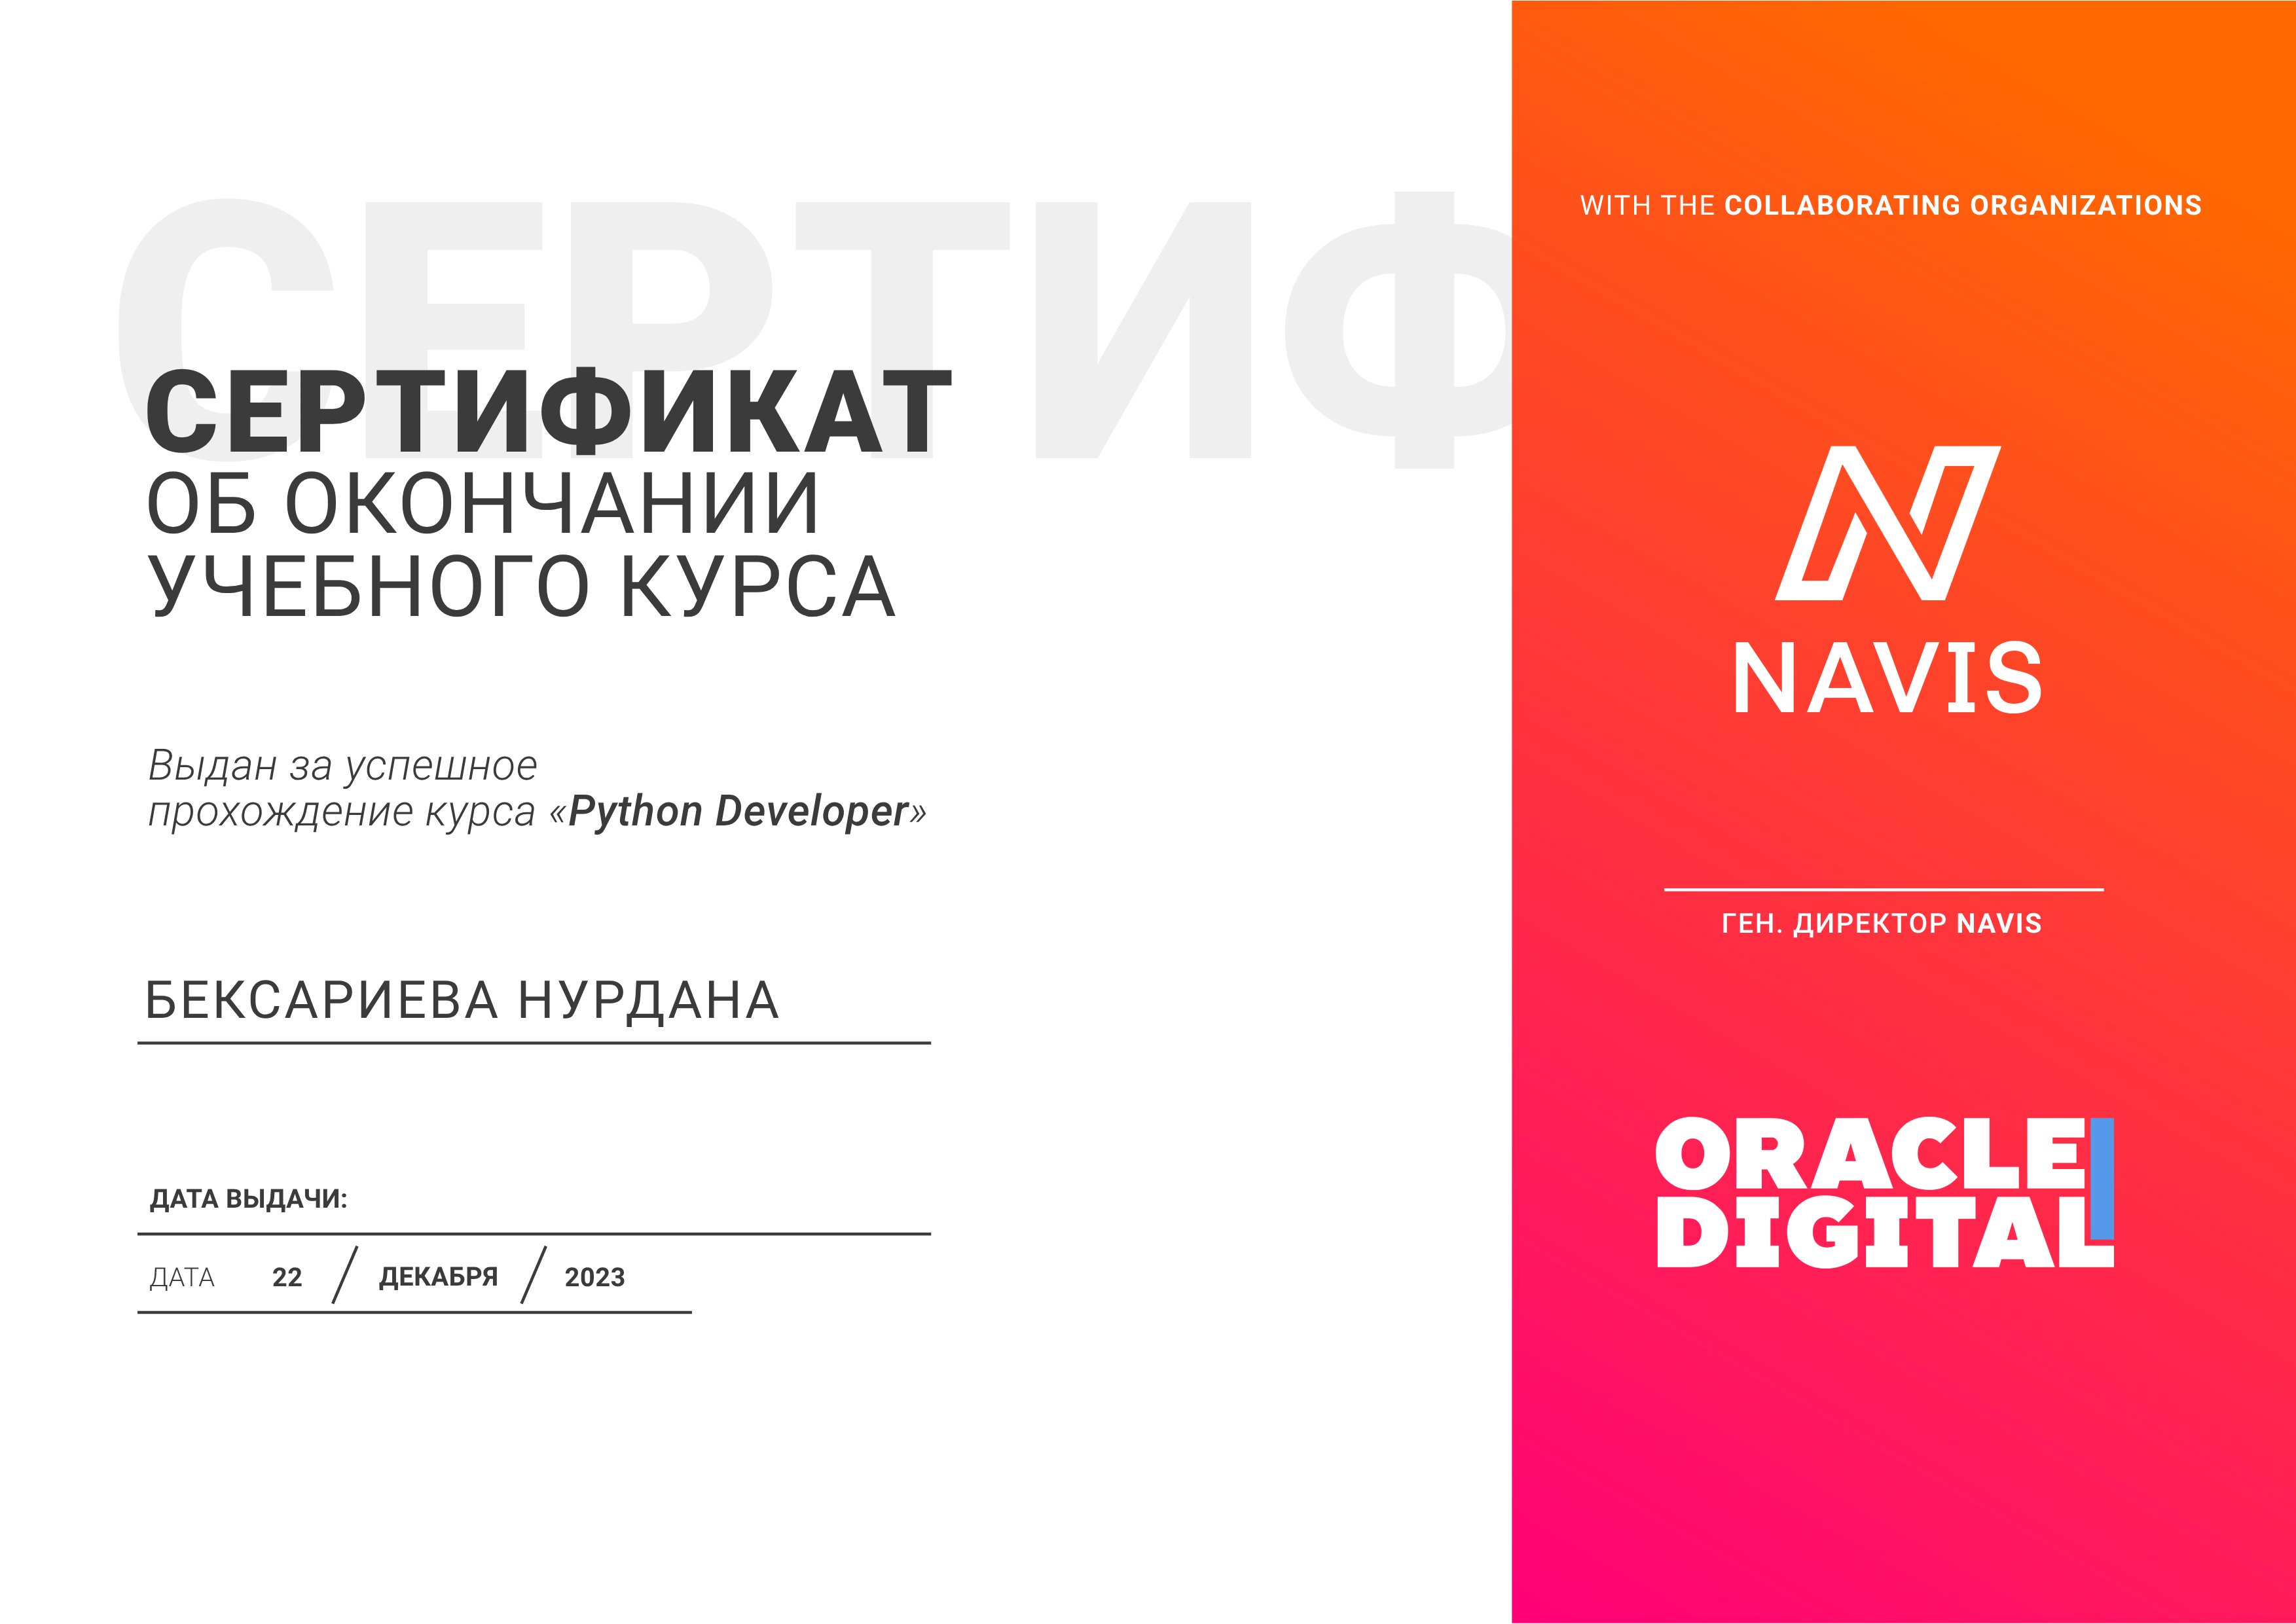 СЕРТИФ
СЕРТИФИКАТ
ОБ ОКОНЧАНИИ
УЧЕБНОГО КУРСА
Выдан за успешное
прохождение курса «Python Developer»
БЕКСАРИЕВА НУРДАНА
ДАТА ВЫДАЧИ:
ДАТА 22 / ДЕКАБРЯ / 2023
WITH THE COLLABORATING ORGANIZATIONS
NAVIS
ГЕН. ДИРЕКТОР NAVIS
ORACLE
DIGITAL